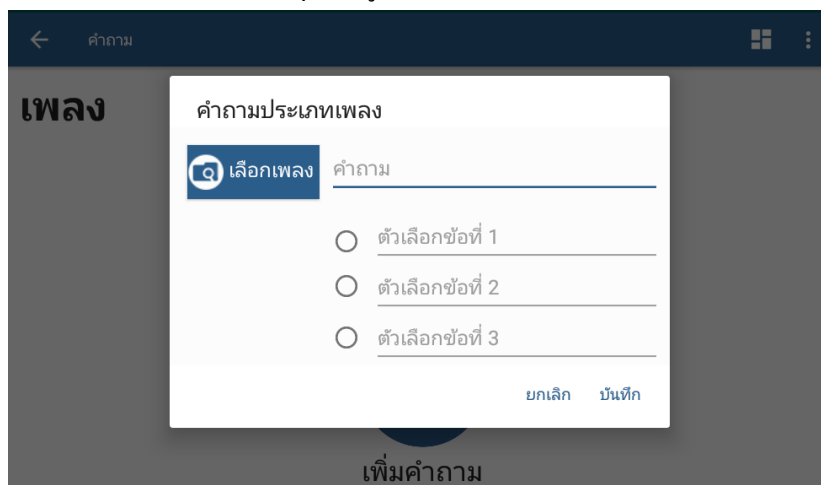 คำถาม
เพลง
คำถามประเภทเพลง
เลือกเพลง
คำถาม
ตัวเลือกข้อที่ 1
ตัวเลือกข้อที่ 2
ตัวเลือกข้อที่ 3
ยกเลิก บันทึก
เพิ่มคำถาม